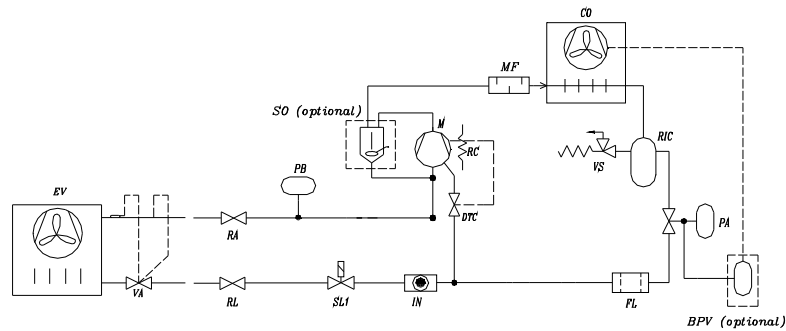 CO
MF
SO (optional)
M
RC
RIC
VS
PB
EV
DTC
PA
RA
VA
RL
SL1
IN
FL
BPV (optional)